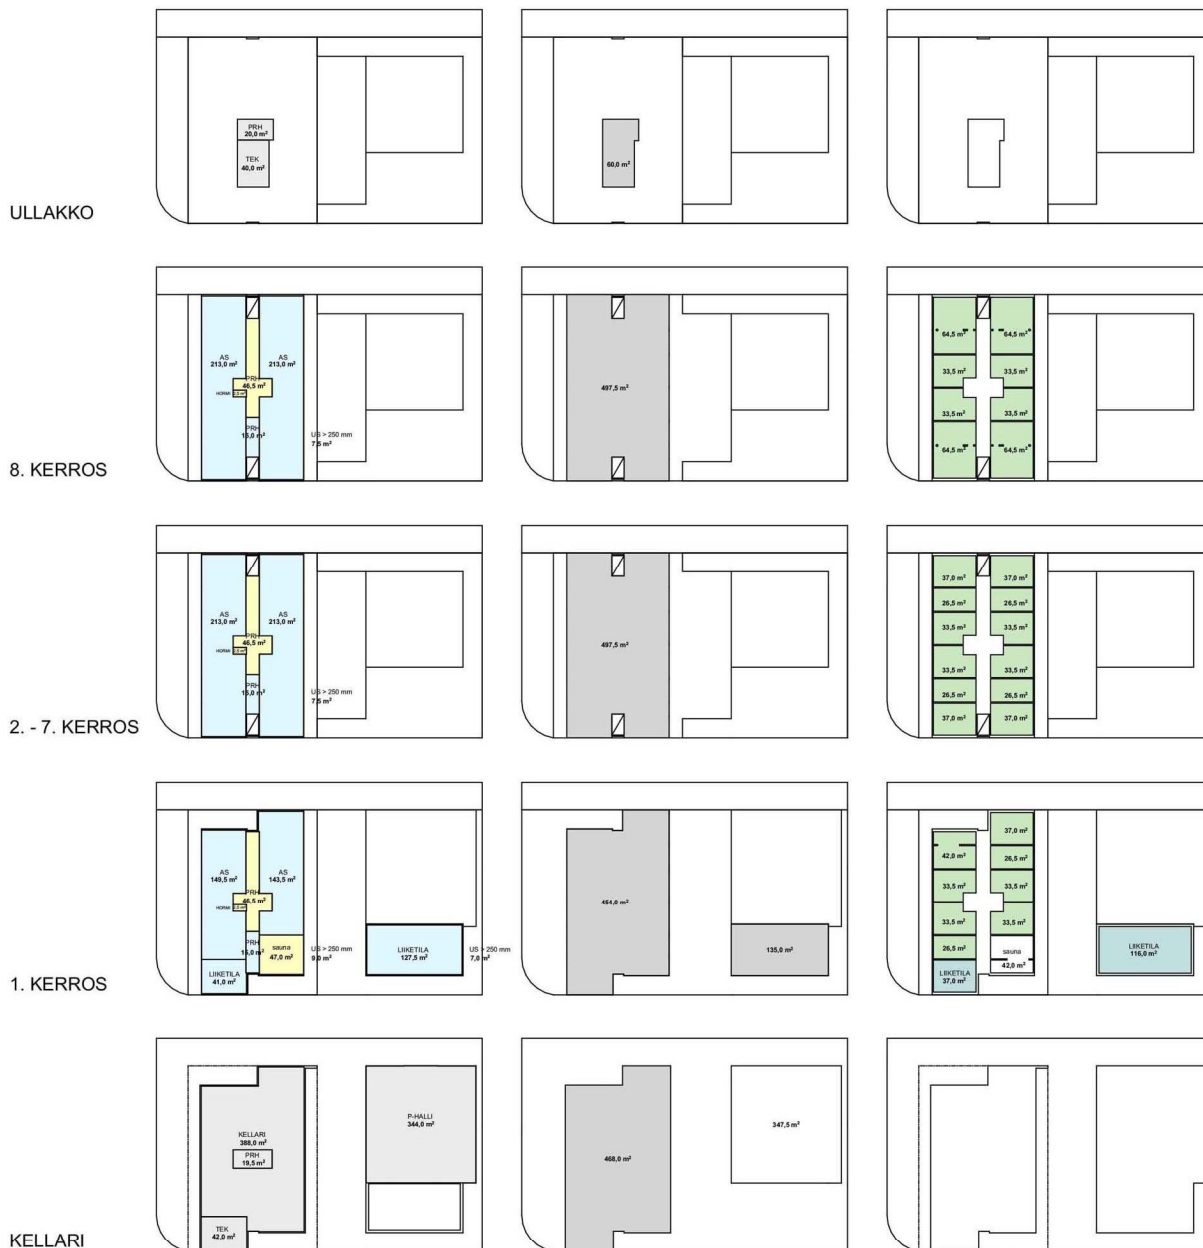 PRH
20,0 m²
TEK
40,0 m²
60,0 m²
ULLAKKO
AS
213,0 m²
AS
213,0 m²
PRH
46,5 m²
HORMI
PRH
15,0 m²
US > 250 mm
7,5 m²
497,5 m²
64,5 m²
64,5 m²
33,5 m²
33,5 m²
33,5 m²
33,5 m²
64,5 m²
64,5 m²
8. KERROS
AS
213,0 m²
AS
213,0 m²
PRH
46,5 m²
HORMI
PRH
15,0 m²
US > 250 mm
7,5 m²
497,5 m²
37,0 m²
37,0 m²
26,5 m²
26,5 m²
33,5 m²
33,5 m²
33,5 m²
33,5 m²
26,5 m²
26,5 m²
37,0 m²
37,0 m²
2. - 7. KERROS
AS
149,5 m²
AS
143,5 m²
PRH
46,5 m²
HORMI
PRH
15,0 m²
sauna
47,0 m²
US > 250 mm
9,0 m²
LIIKETILA
41,0 m²
LIIKETILA
127,5 m²
US > 250 mm
7,0 m²
454,0 m²
135,0 m²
37,0 m²
42,0 m²
26,5 m²
33,5 m²
33,5 m²
33,5 m²
33,5 m²
26,5 m²
sauna
42,0 m²
LIIKETILA
37,0 m²
LIIKETILA
116,0 m²
1. KERROS
KELLARI
388,0 m²
PRH
19,5 m²
TEK
42,0 m²
P-HALLI
344,0 m²
468,0 m²
347,5 m²
KELLARI